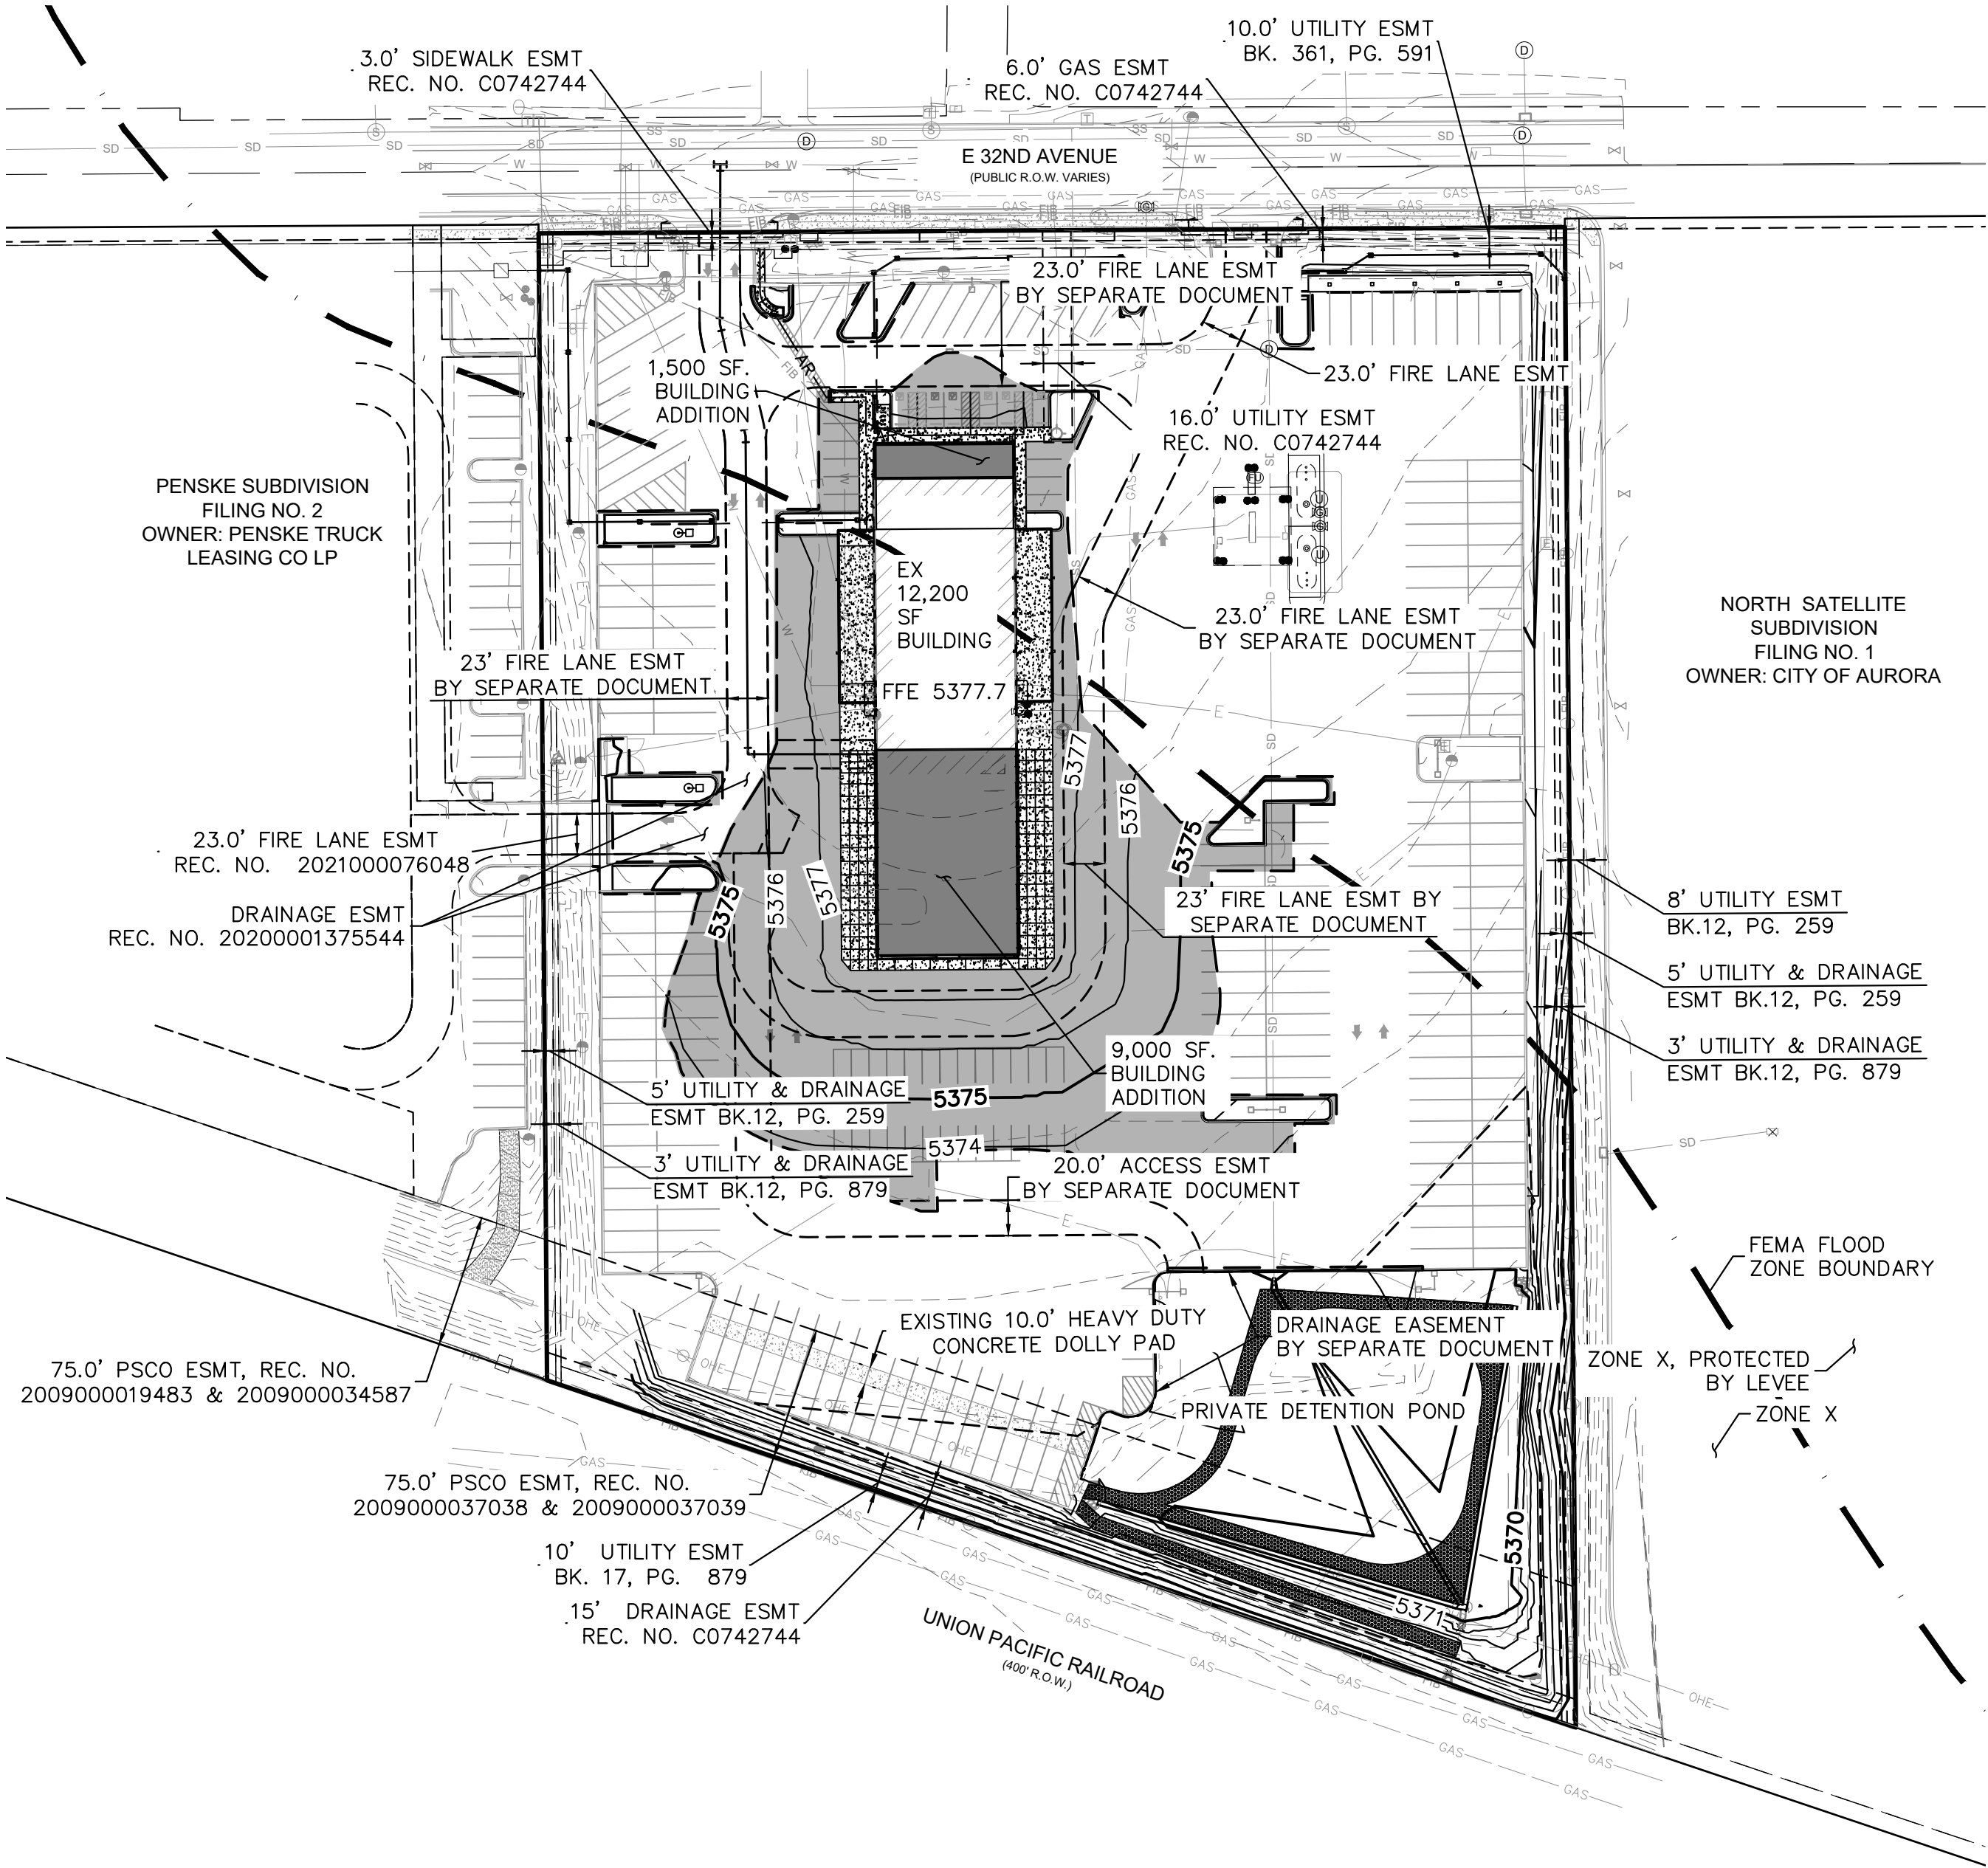 10.0' UTILITY ESMT
BK. 361, PG. 591
3.0' SIDEWALK ESMT
REC. NO. C0742744
6.0' GAS ESMT
REC. NO. C0742744
E 32ND AVENUE
(PUBLIC R.O.W. VARIES)
23.0' FIRE LANE ESMT
BY SEPARATE DOCUMENT
23.0' FIRE LANE ESMT
1,500 SF.
BUILDING
ADDITION
16.0' UTILITY ESMT
REC. NO. C0742744
PENSKE SUBDIVISION
FILING NO. 2
OWNER: PENSKE TRUCK
LEASING CO LP
EX
12,200
SF
BUILDING
FFE 5377.7
23.0' FIRE LANE ESMT
BY SEPARATE DOCUMENT
NORTH SATELLITE
SUBDIVISION
FILING NO. 1
OWNER: CITY OF AURORA
23' FIRE LANE ESMT
BY SEPARATE DOCUMENT
5377
5376
5375
23.0' FIRE LANE ESMT
REC. NO. 2021000076048
5375
5376
5377
DRAINAGE ESMT
REC. NO. 20200001375544
23' FIRE LANE ESMT BY
SEPARATE DOCUMENT
8' UTILITY ESMT
BK.12, PG. 259
5' UTILITY & DRAINAGE
ESMT BK.12, PG. 259
3' UTILITY & DRAINAGE
ESMT BK.12, PG. 879
9,000 SF.
BUILDING
ADDITION
5' UTILITY & DRAINAGE
ESMT BK.12, PG. 259
5375
5374
3' UTILITY & DRAINAGE
ESMT BK.12, PG. 879
20.0' ACCESS ESMT
BY SEPARATE DOCUMENT
FEMA FLOOD
ZONE BOUNDARY
EXISTING 10.0' HEAVY DUTY
CONCRETE DOLLY PAD
DRAINAGE EASEMENT
BY SEPARATE DOCUMENT
ZONE X, PROTECTED
BY LEVEE
ZONE X
75.0' PSCO ESMT, REC. NO.
2009000019483 & 2009000034587
PRIVATE DETENTION POND
75.0' PSCO ESMT, REC. NO.
2009000037038 & 2009000037039
5370
5371
10' UTILITY ESMT
BK. 17, PG. 879
15' DRAINAGE ESMT
REC. NO. C0742744
UNION PACIFIC RAILROAD
(400' R.O.W.)